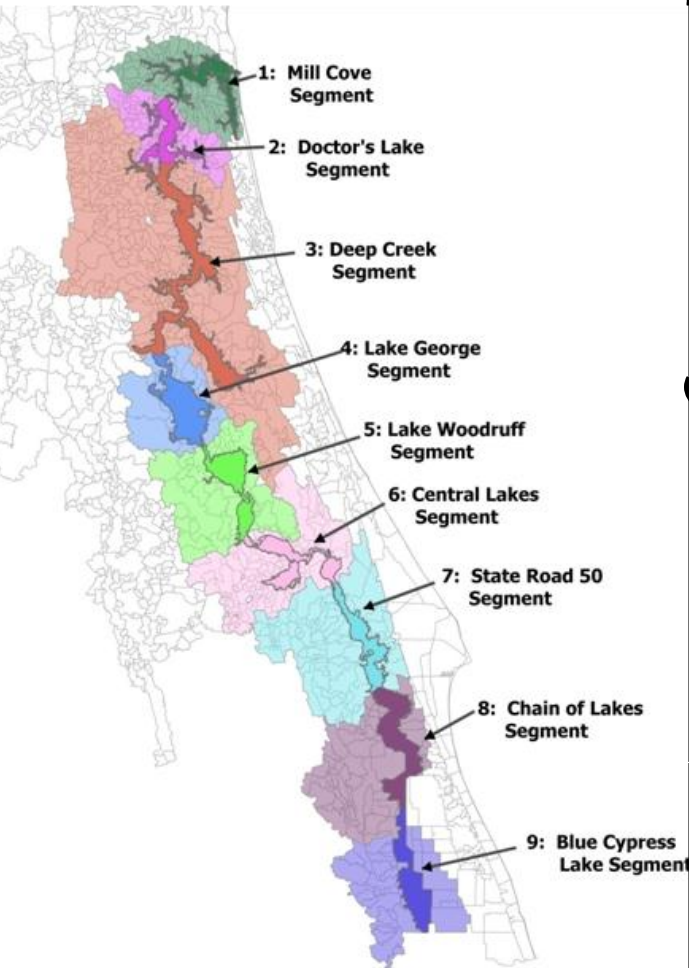 1: Mill Cove
Segment
2: Doctor's Lake
Segment
3: Deep Creek
Segment
4: Lake George
Segment
5: Lake Woodruff
Segment
6: Central Lakes
Segment
7: State Road 50
Segment
8: Chain of Lakes
Segment
9: Blue Cypress
Lake Segment